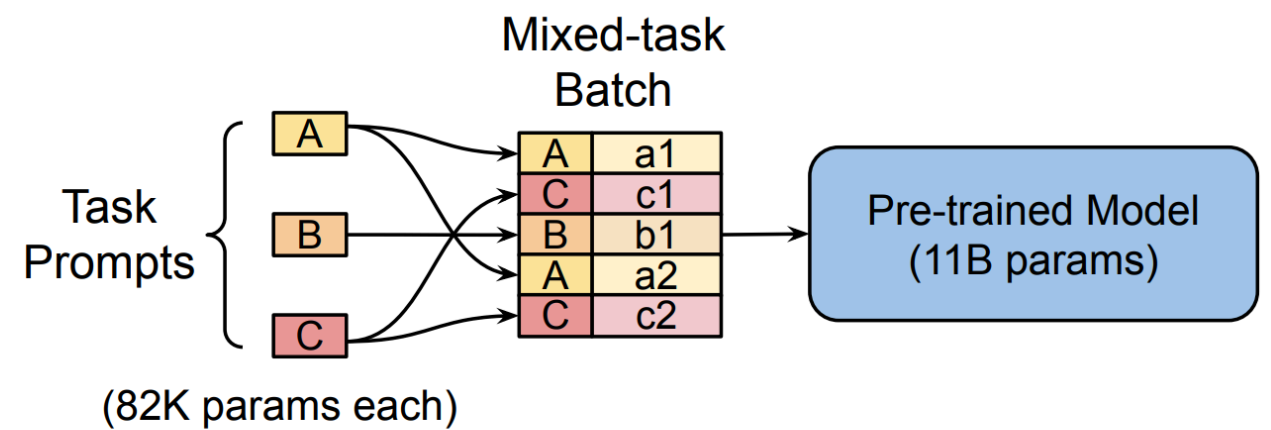 Mixed-task
Batch
Task
Prompts
A
B
C
(82K params each)
A a1
C c1
B b1
A a2
C c2
Pre-trained Model
(11B params)